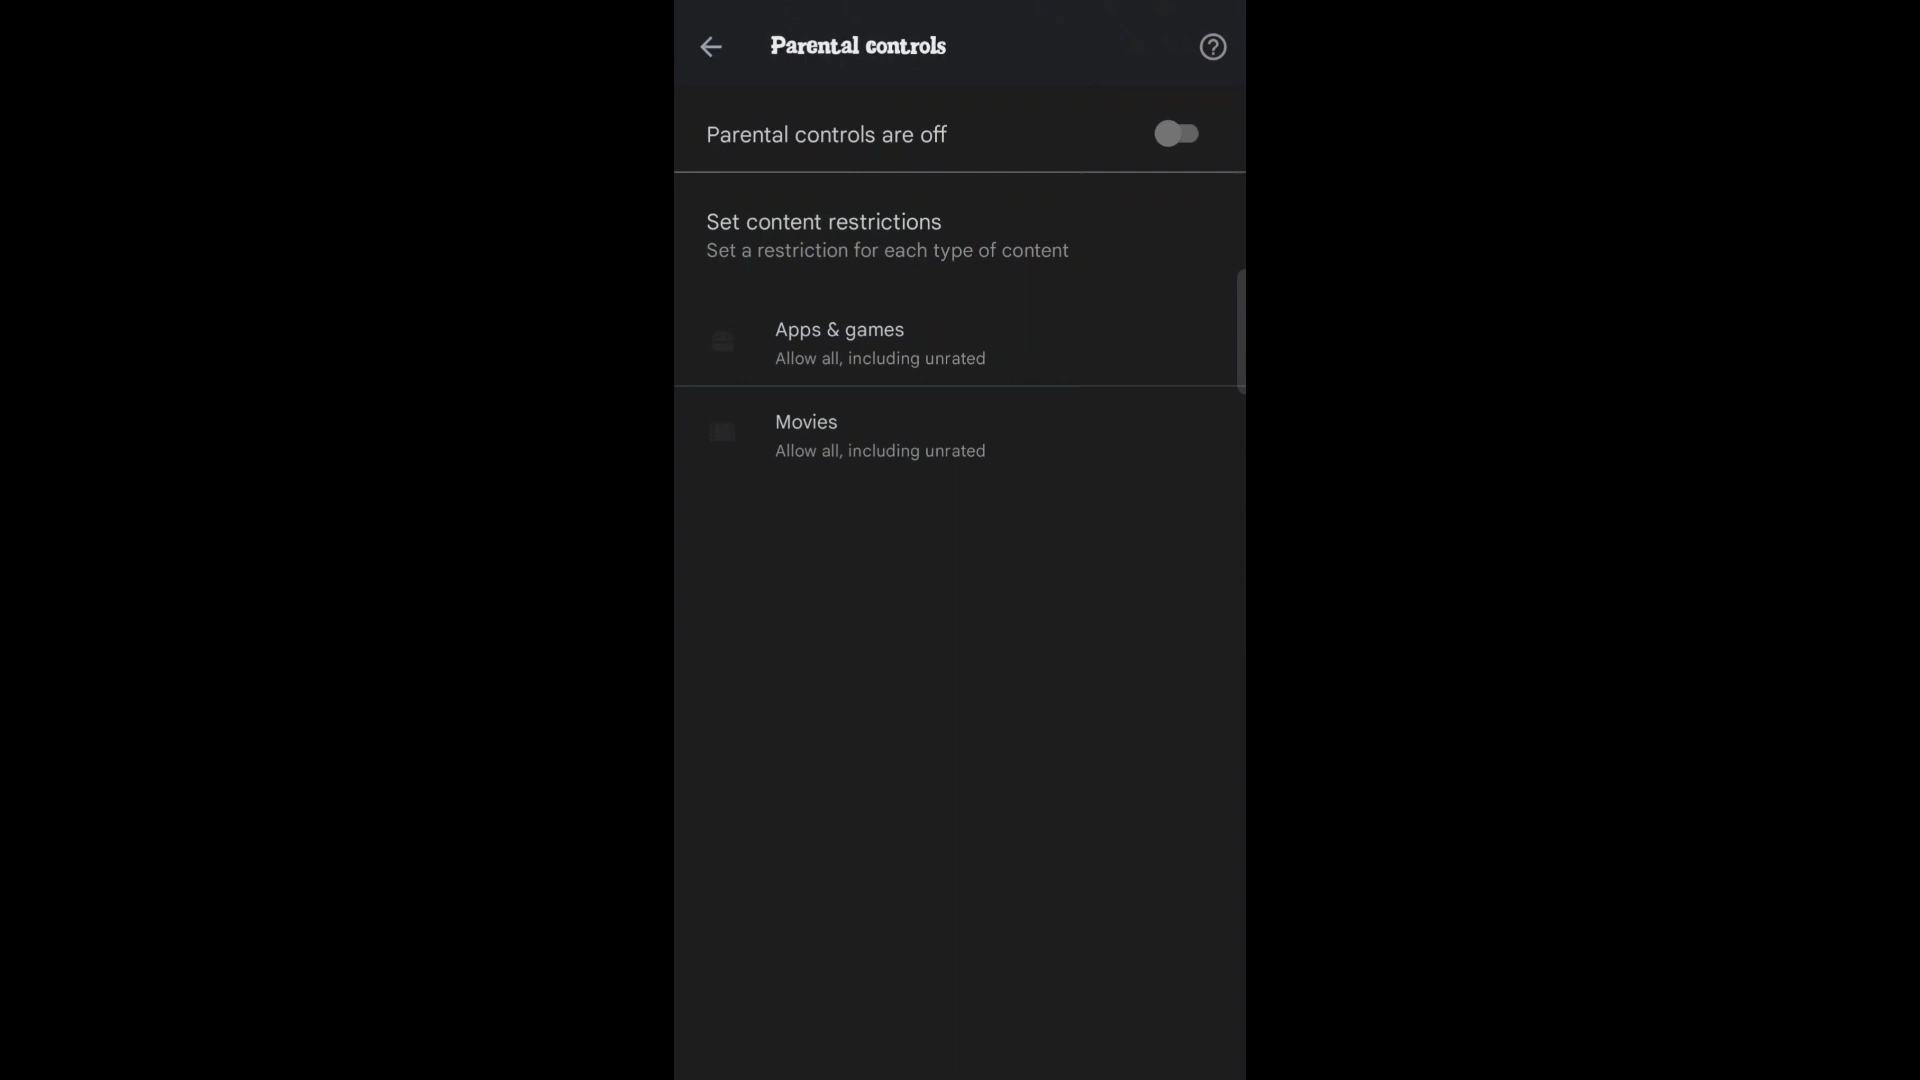 Parental controls
Parental controls are off
Set content restrictions
Set a restriction for each type of content
Apps & games
Allow all, including unrated
Movies
Allow all, including unrated